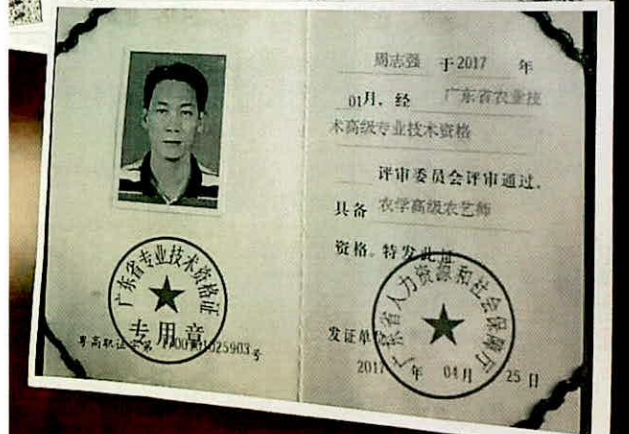 广东省专业技术资格证
专用章
粤高职证字第
号
周志强 于2017 年
01月,经 广东省农业技
术高级专业技术资格
评审委员会评审通过,
具备 农学高级农艺师
资格。特发此证
广东省人力资源和社会保障厅
发证单位
2017 年 04月 25日